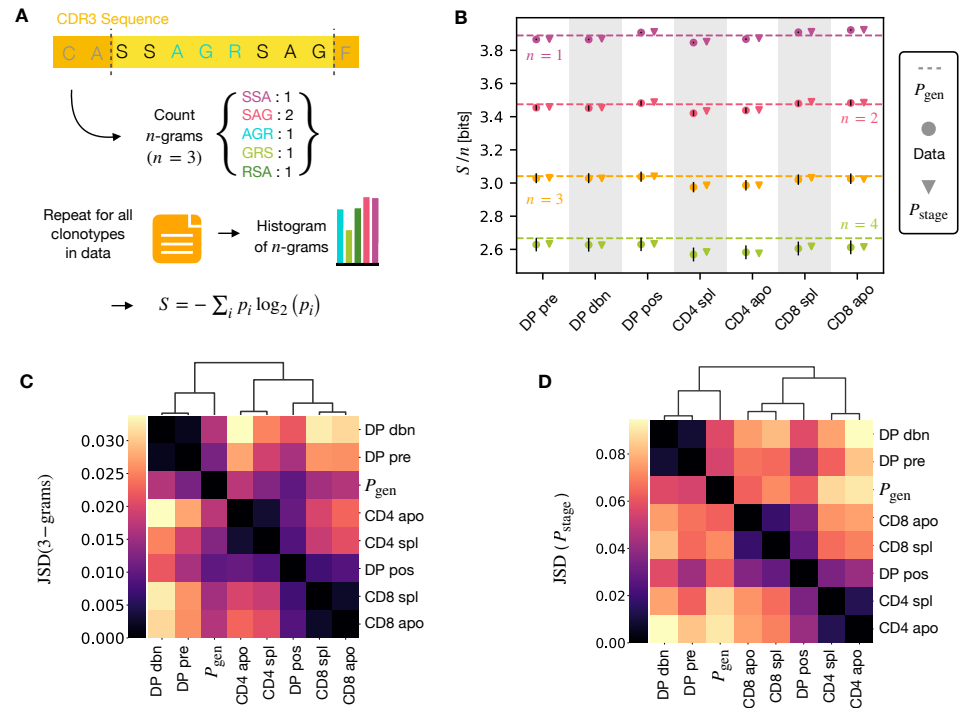 A
CDR3 Sequence
C A S S A G R S A G F
Count
n-grams
(n = 3)
SSA : 1
SAG : 2
AGR : 1
GRS : 1
RSA : 1
Repeat for all
clonotypes
in data
Histogram
of n-grams
S = − ∑i pi log2 (pi)
B
S/n [bits]
3.8
3.6
3.4
3.2
3.0
2.8
2.6
n = 1
n = 2
n = 3
n = 4
DP pre
DP dbn
DP pos
CD4 spl
CD4 apo
CD8 spl
CD8 apo
Pgen
Data
Pstage
C
JSD(3−grams)
0.030
0.025
0.020
0.015
0.010
0.005
0.000
DP dbn
DP pre
Pgen
CD4 apo
CD4 spl
DP pos
CD8 spl
CD8 apo
DP dbn
DP pre
Pgen
CD4 apo
CD4 spl
DP pos
CD8 spl
CD8 apo
D
JSD (Pstage)
0.08
0.06
0.04
0.02
0.00
DP dbn
DP pre
Pgen
CD8 apo
CD8 spl
DP pos
CD4 spl
CD4 apo
DP dbn
DP pre
Pgen
CD8 apo
CD8 spl
DP pos
CD4 spl
CD4 apo